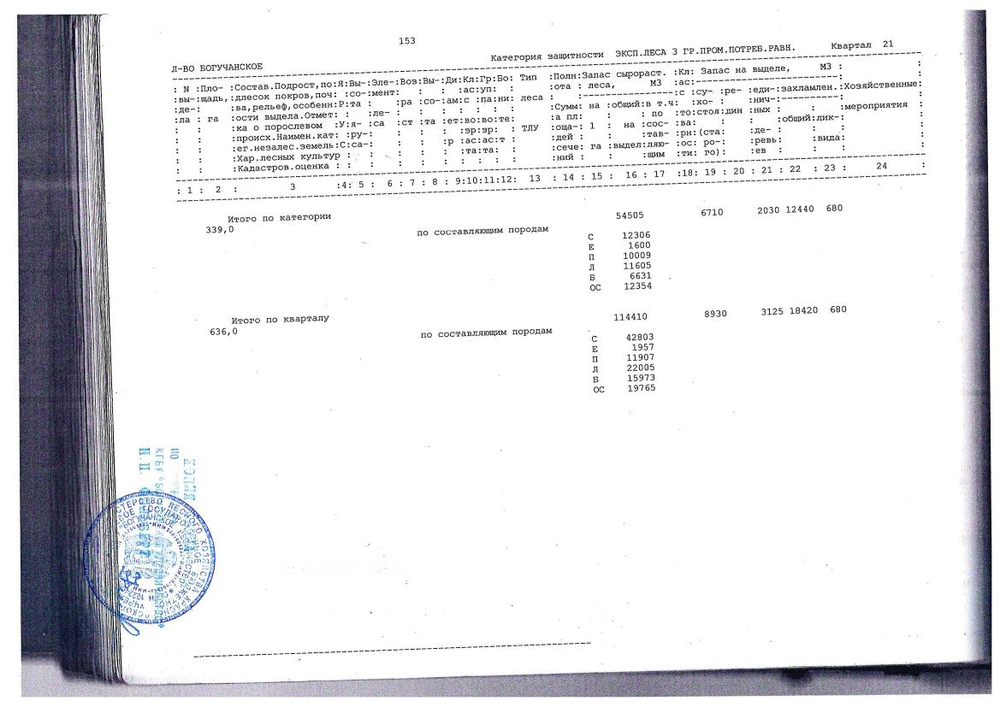 153
Л-ВО БОГУЧАНСКОЕ Категория защитности ЭКСП.ЛЕСА 3 ГР.ПРОМ.ПОТРЕБ.РАВН. Квартал 21
: N :Пло- :Состав.Подрост,по:Я:Вы-:Эле-:Воз:Вы-:Ди:Кл:Гр:Бо: Тип :Полн:Запас сырораст. :Кл: Запас на выделе, М3 : :
:вы-:щадь,:длесок покров,поч: :со-:мент: : :ас:уп: : леса :ота : леса, М3 :ас:
:де-: :ва,рельеф,особенн:Р:та : :ра :со-:ам:с :па:ни: :Сумм: на :общий:в т.ч: :с :су- : ре- :еди-:захламлен.:Хозяйственные:
:ла : га :ости выдела.Отмет: : :ле- : :ст :та :ет:во:во:те: :а пл: : : по :хо- : :нич-:
: : :ка о порослевом :У:я- :са : : : :зр:зр: : ТЛУ :оща-: 1 : на :сос- :то:стоя:дин :ных : :общий:лик-: мероприятия :
: : :происх.Наимен.кат: :ру-: : : :р :ас:ас:т :дей : : :тав- :ва: : :де- : : :
: : :ег.незалес.земель:С:са-: : : : :та:та: :сече: га :выдел:ляю- :рн:(ста: :ревь: :вида:
: : :Хар.лесных культур : :ний : : :щим :ос: ро- :ев
: : :Кадастров.оценка : : :ти: го):
: 1 : 2 : 3 :4: 5 : 6 : 7 : 8 : 9:10:11:12: 13 : 14 : 15 : 16 : 17 :18: 19 : 20 : 21 : 22 : 23 : 24 :
Итого по категории 54505 6710 2030 12440 680
339,0 по составляющим породам
С 12306
Е 1600
П 10009
Л 11605
Б 6631
ОС 12354
Итого по кварталу 114410 8930 3125 18420 680
636,0 по составляющим породам
С 42803
Е 1957
П 11907
Л 22005
Б 15973
ОС 19765
КОПИЯ